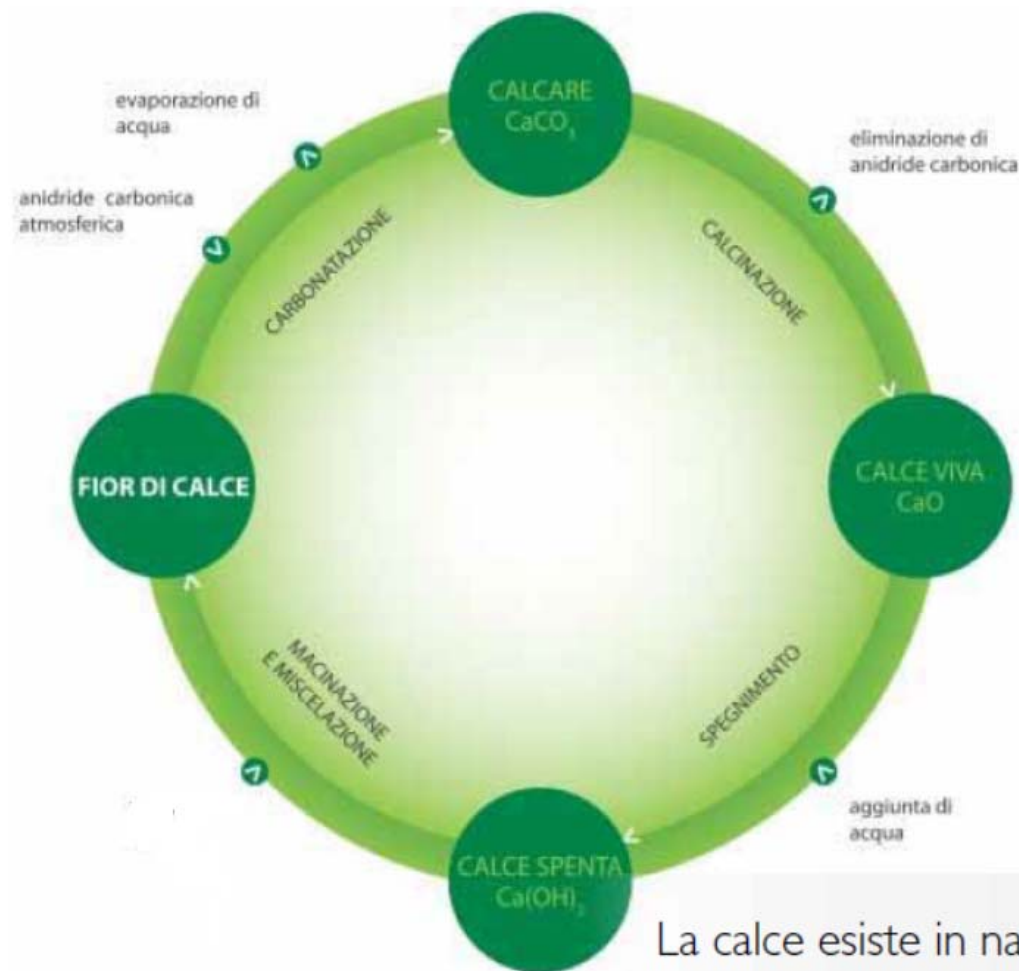 CALCARE
CaCO₃
evaporazione di
acqua
anidride carbonica
atmosferica
eliminazione di
anidride carbonica
CARBONATAZIONE
CALCINAZIONE
FIOR DI CALCE
CALCE VIVA
CaO
MACINAZIONE
E MISCELAZIONE
SPEGNIMENTO
aggiunta di
acqua
CALCE SPENTA
Ca(OH)₂
La calce esiste in na